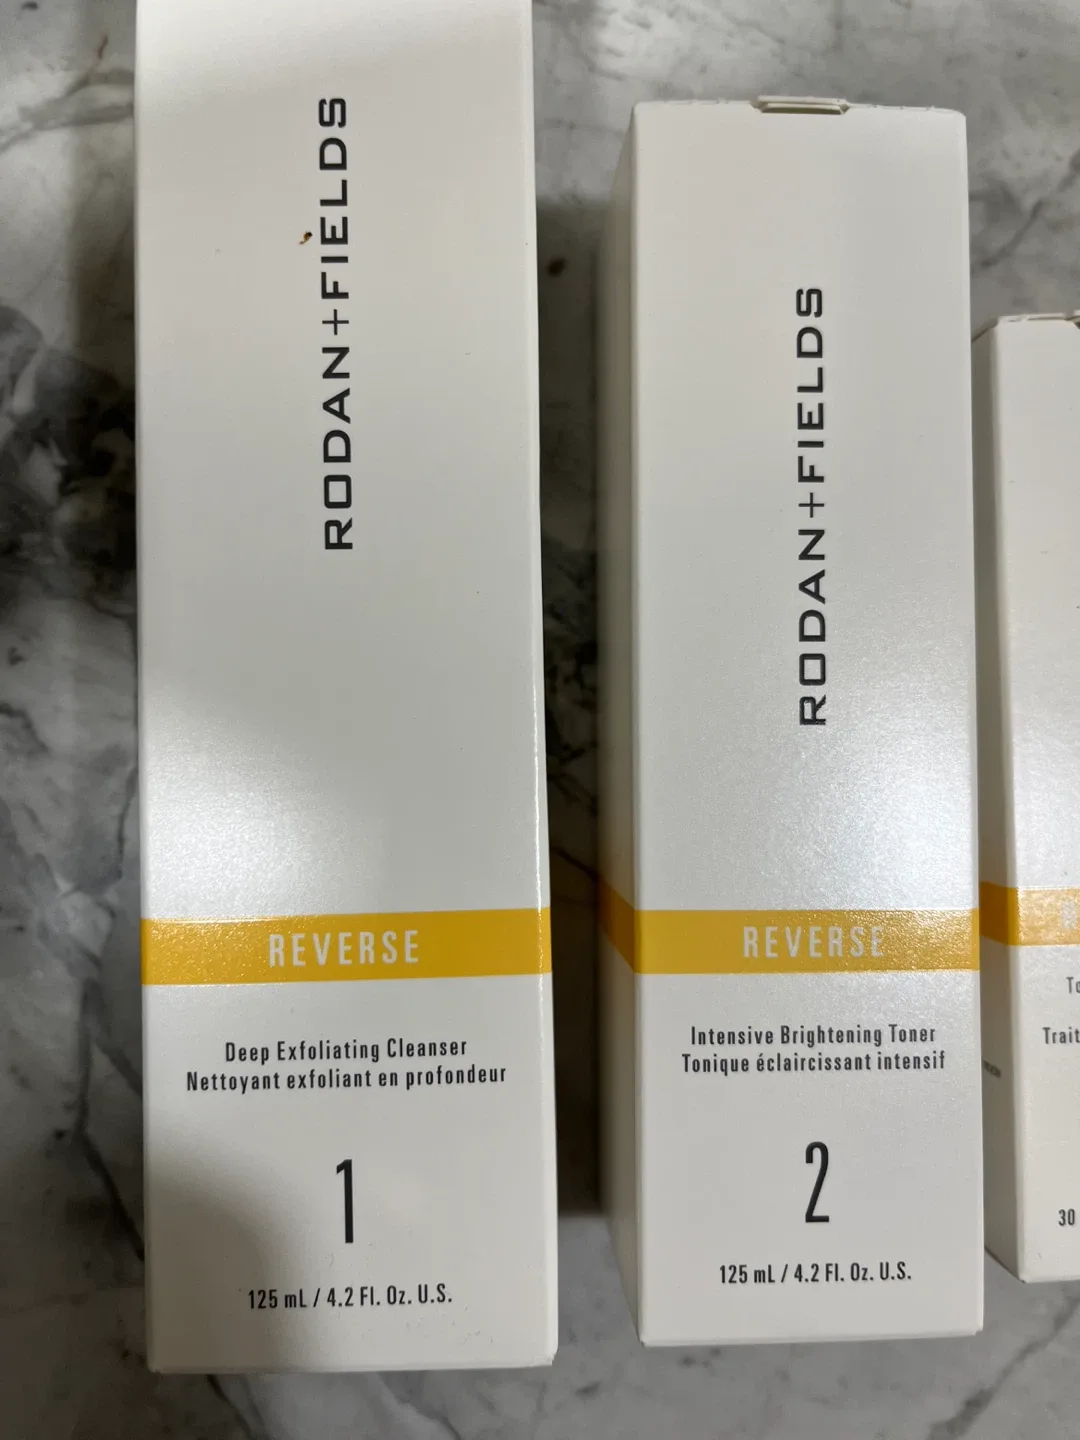 RODAN+FIELDS
REVERSE
Deep Exfoliating Cleanser
Nettoyant exfoliant en profondeur
1
125 mL / 4.2 Fl. Oz. U.S.
RODAN+FIELDS
REVERSE
Intensive Brightening Toner
Tonique éclaircissant intensif
2
125 mL / 4.2 Fl. Oz. U.S.
30